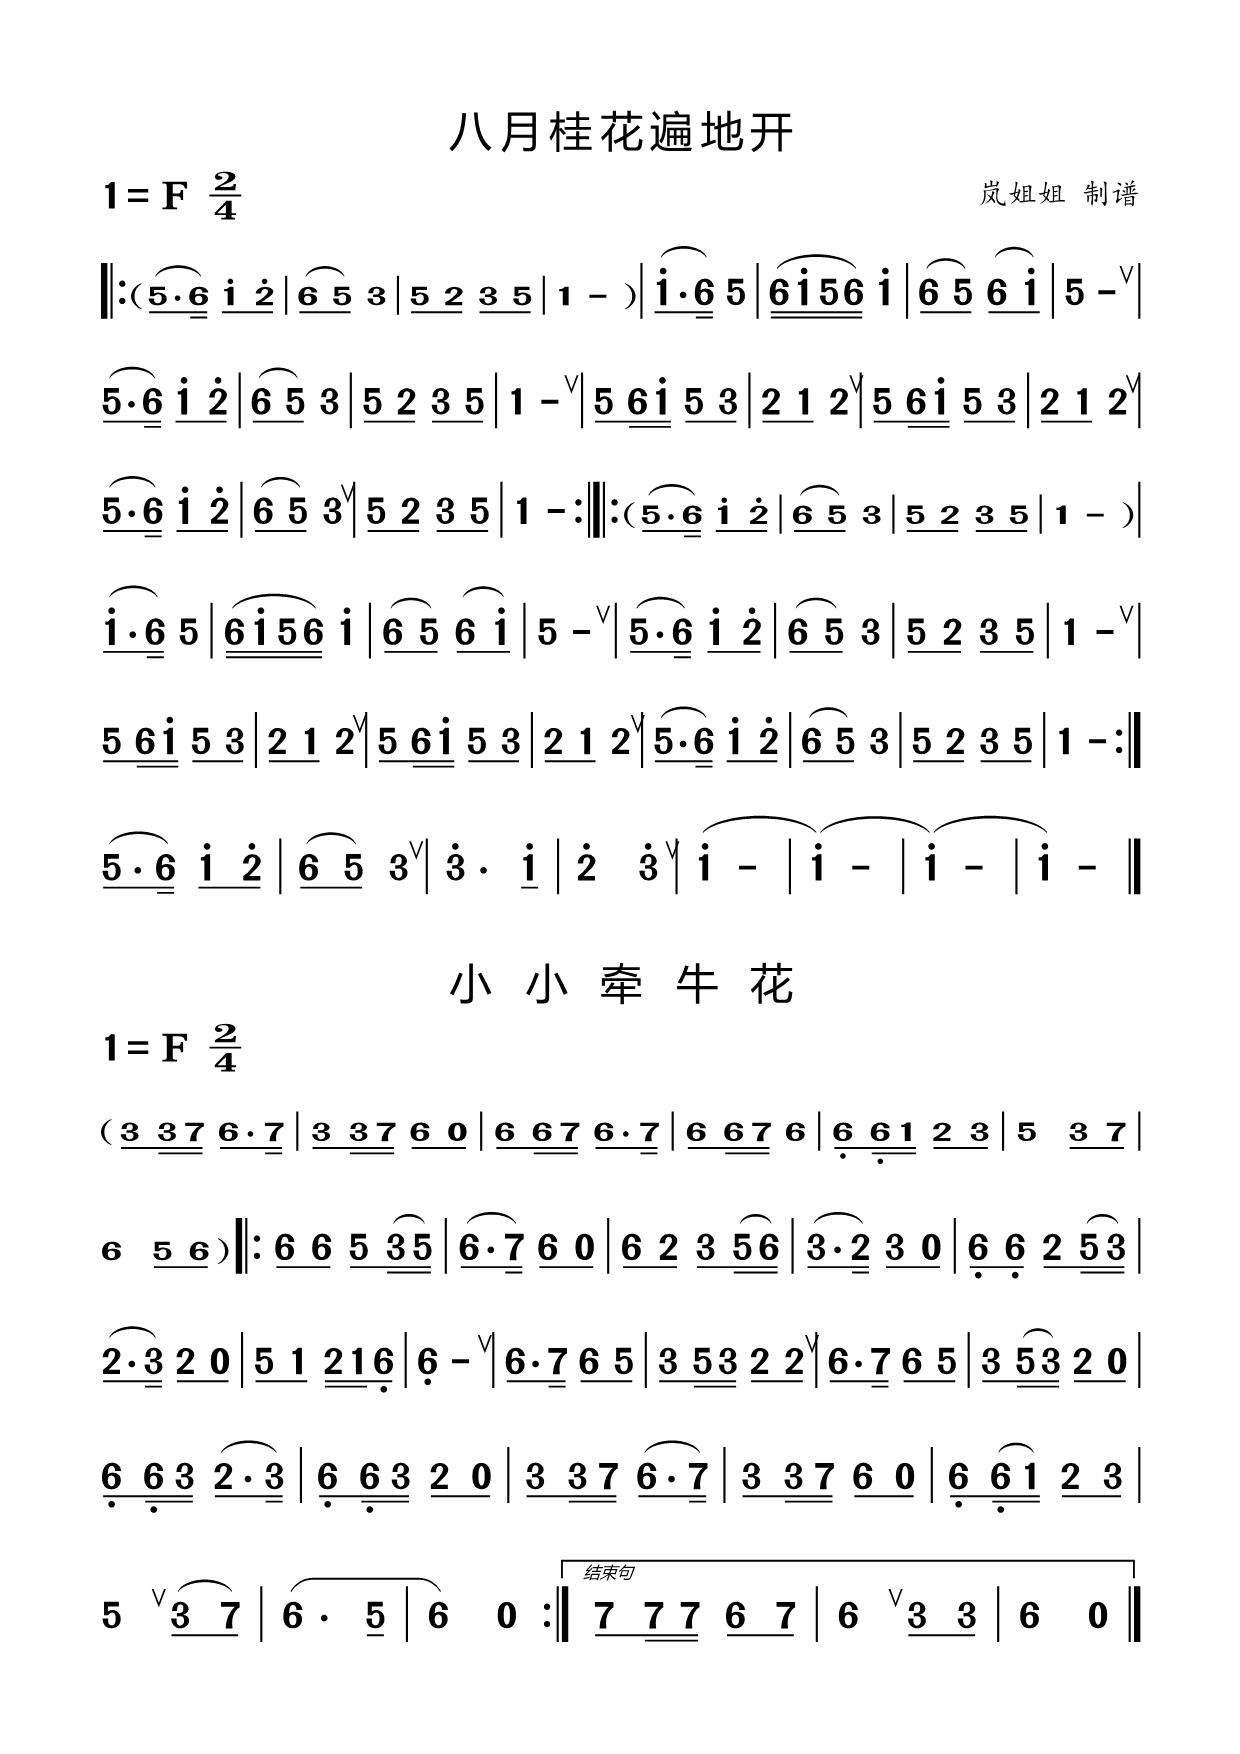 八月桂花遍地开
1= F 2/4
岚姐姐 制谱
‖:(5·6 i 2̇|6 5 3|5 2 3 5|1 – )|i·6 5|6i56 i|6 5 6 i|5 –∨|
5·6 i 2̇|6 5 3|5 2 3 5|1 –∨|5 6i 5 3|2 1 2∨|5 6i 5 3|2 1 2∨|
5·6 i 2̇|6 5 3∨|5 2 3 5|1 –:‖:(5·6 i 2̇|6 5 3|5 2 3 5|1 – )|
i·6 5|6i56 i|6 5 6 i|5 –∨|5·6 i 2̇|6 5 3|5 2 3 5|1 –∨|
5 6i 5 3|2 1 2∨|5 6i 5 3|2 1 2∨|5·6 i 2̇|6 5 3|5 2 3 5|1 –:‖
5·6 i 2̇|6 5 3∨|3̇· i|2̇ 3̇∨|i –|i –|i –|i –‖
小小牵牛花
1= F 2/4
(3 37 6·7|3 37 6 0|6 67 6·7|6 67 6|6̣ 6̣1 2 3|5 3 7|
6 5 6)‖:6 6 5 35|6·7 6 0|6 2 3 56|3·2 3 0|6̣ 6̣ 2 53|
2·3 2 0|5 1 216̣|6̣ –∨|6·7 6 5|3 53 2 2∨|6·7 6 5|3 53 2 0|
6̣ 6̣3 2·3|6̣ 6̣3 2 0|3 37 6·7|3 37 6 0|6̣ 6̣1 2 3|
结束句
5 ∨3 7|6· 5|6 0:‖7 77 6 7|6 ∨3 3|6 0‖